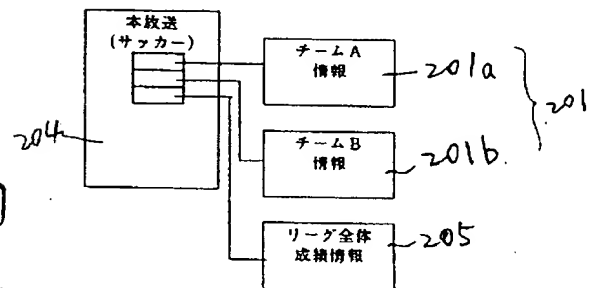 本放送
(サッカー)
チームA
情報
201a
201
204
チームB
情報
201b
リーグ全体
成績情報
205